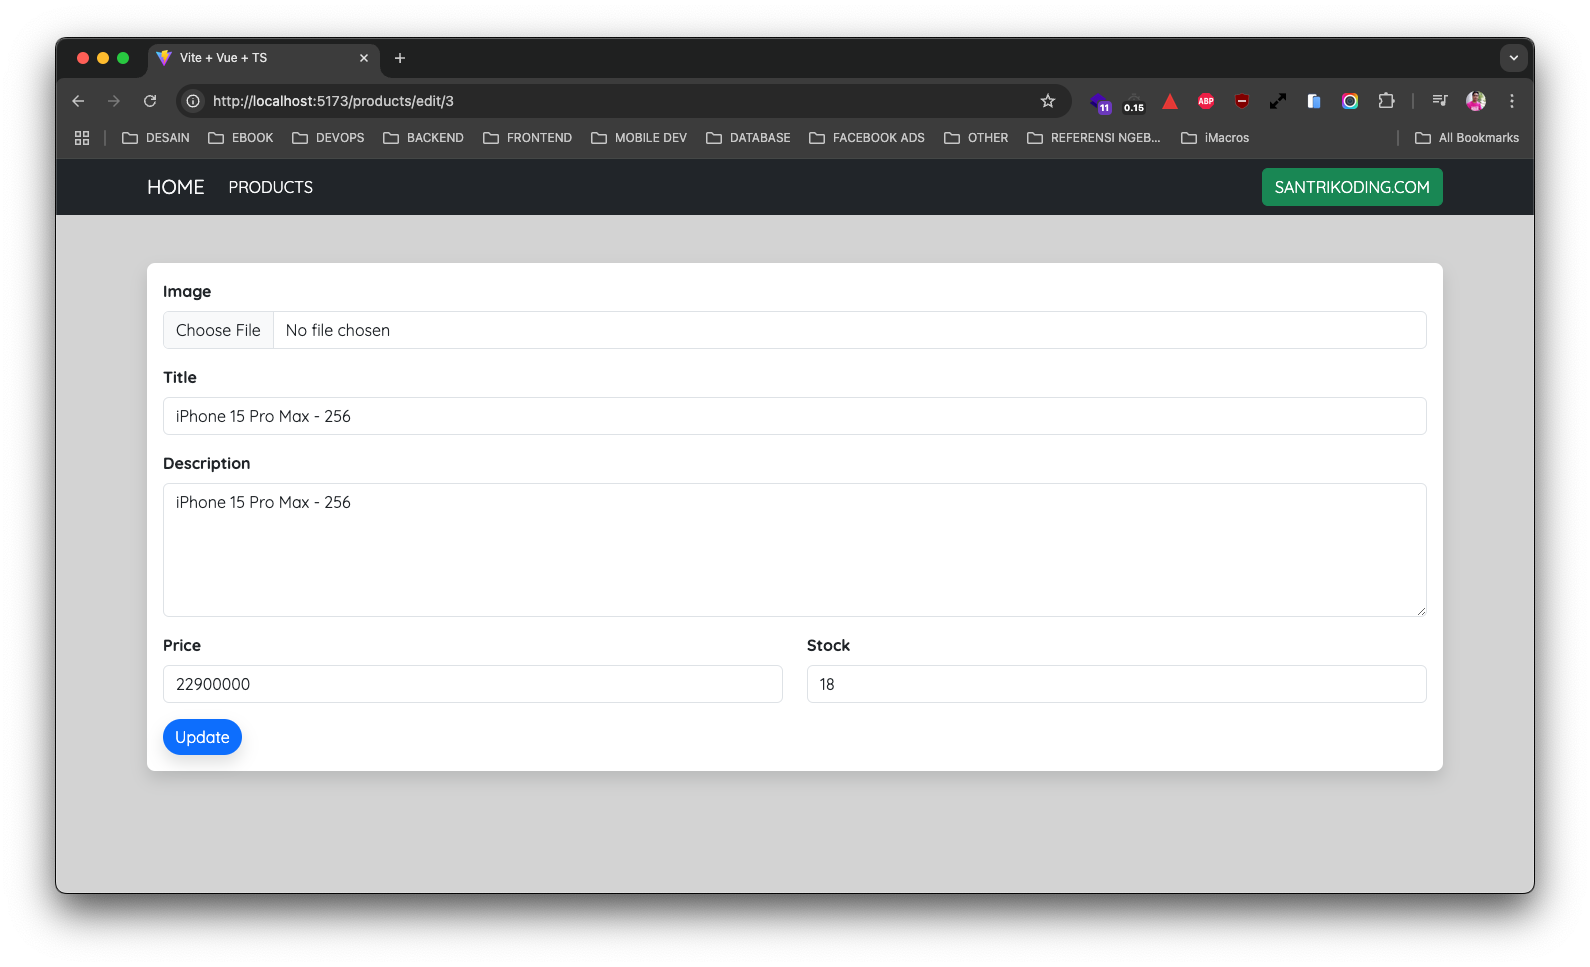 Vite + Vue + TS
http://localhost:5173/products/edit/3
11
0.15
ABP
DESAIN EBOOK DEVOPS BACKEND FRONTEND MOBILE DEV DATABASE FACEBOOK ADS OTHER REFERENSI NGEB... iMacros All Bookmarks
HOME PRODUCTS SANTRIKODING.COM
Image
Choose File No file chosen
Title
iPhone 15 Pro Max - 256
Description
iPhone 15 Pro Max - 256
Price Stock
22900000 18
Update